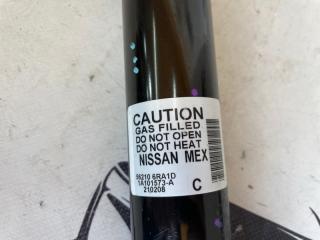 CAUTION
GAS FILLED
DO NOT OPEN
DO NOT HEAT
NISSAN MEX
56210 6RA1D
1A101573-A
210208 C